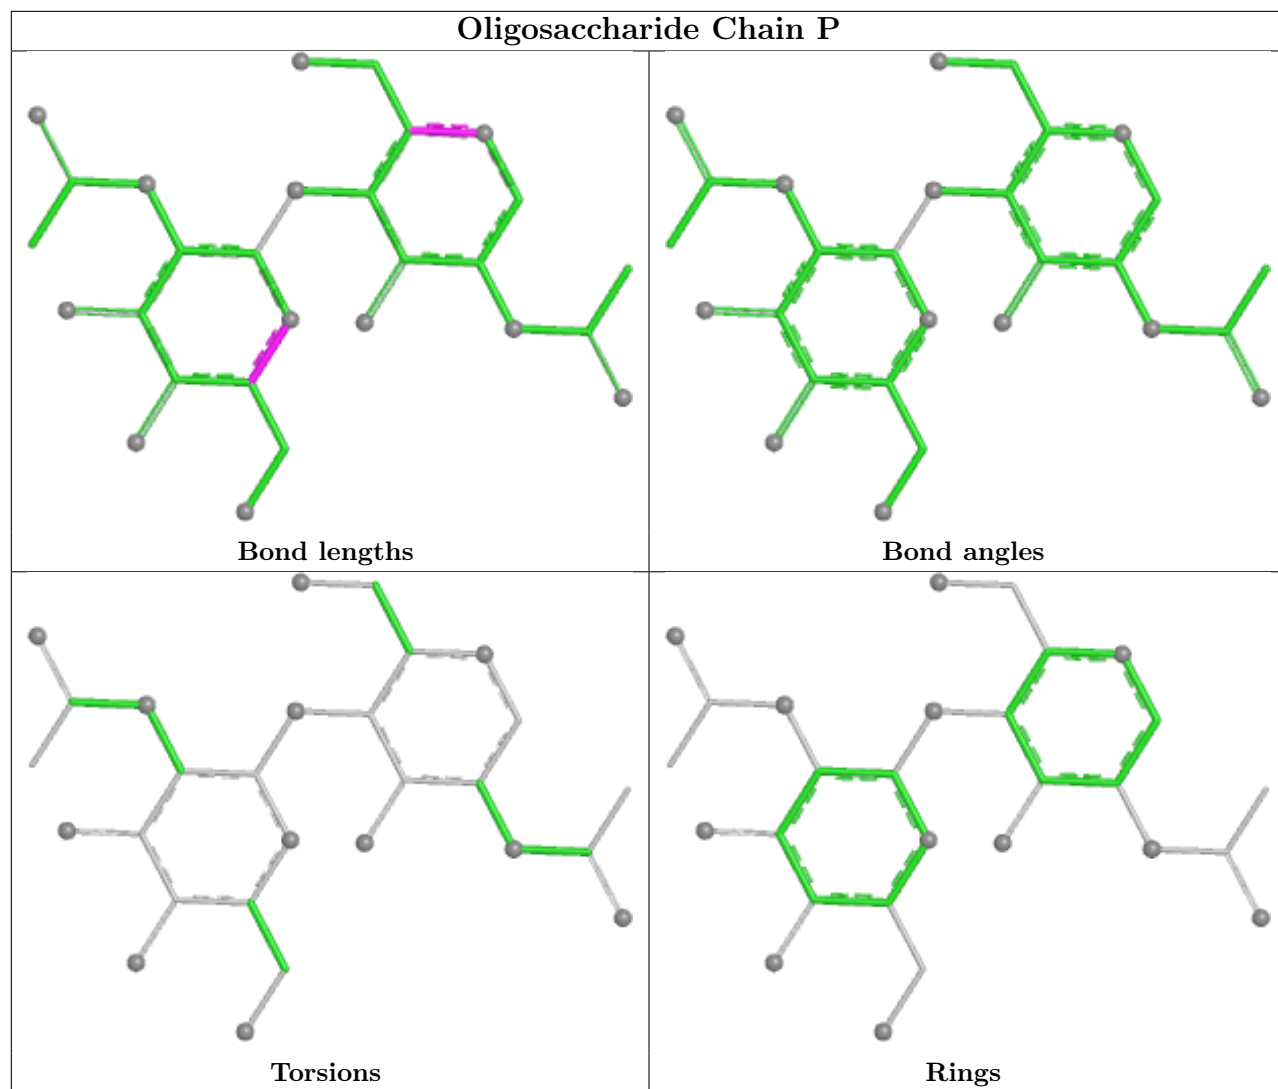 Oligosaccharide Chain P
Bond lengths
Bond angles
Torsions
Rings